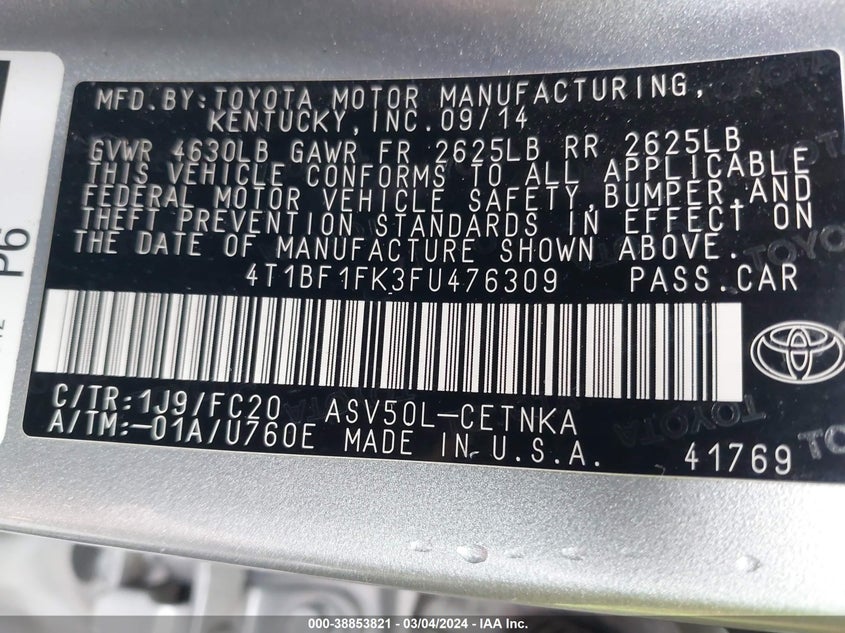 MFD.BY:TOYOTA MOTOR MANUFACTURING,
KENTUCKY,INC.09/14
GVWR 4630LB GAWR FR 2625LB RR 2625LB
THIS VEHICLE CONFORMS TO ALL APPLICABLE
FEDERAL MOTOR VEHICLE SAFETY,BUMPER,AND
THEFT PREVENTION STANDARDS IN EFFECT ON
THE DATE OF MANUFACTURE SHOWN ABOVE.
4T1BF1FK3FU476309 PASS.CAR
C/TR:1J9/FC20 ASV50L-CETNKA
A/TM:-01A/U760E MADE IN U.S.A. 41769
P6
TOYOTA
TOYOTA
000-38853821 - 03/04/2024 - IAA Inc.